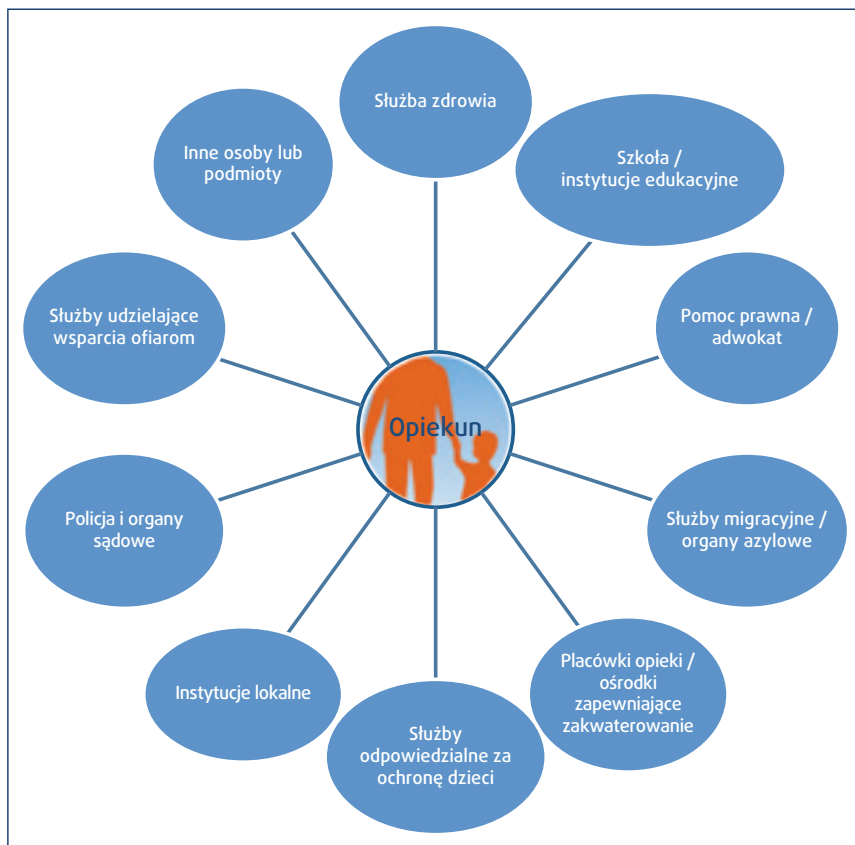 Służba zdrowia
Szkoła /
instytucje edukacyjne
Inne osoby lub
podmioty
Służby udzielające
wsparcia ofiarom
Pomoc prawna /
adwokat
Opiekun
Policja i organy
sądowe
Służby migracyjne /
organy azylowe
Instytucje lokalne
Placówki opieki /
ośrodki
zapewniające
zakwaterowanie
Służby
odpowiedzialne za
ochronę dzieci